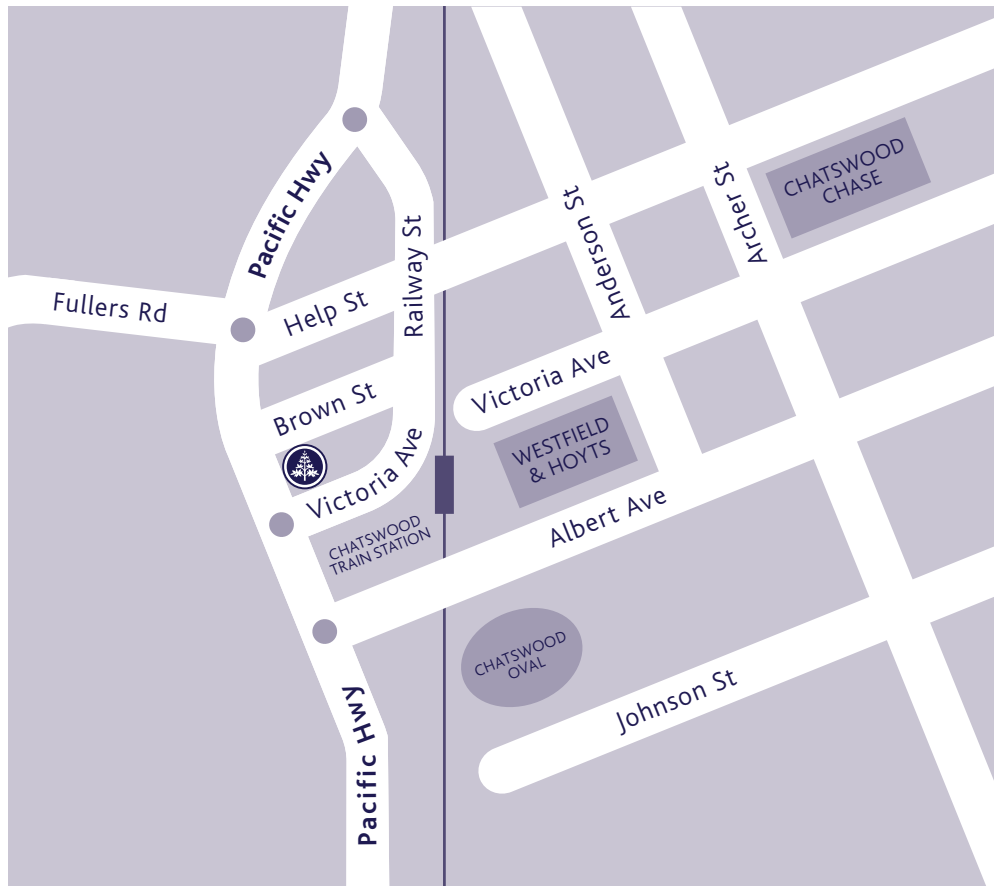 Pacific Hwy
Fullers Rd
Help St
Railway St
Anderson St
Archer St
CHATSWOOD
CHASE
Brown St
Victoria Ave
Victoria Ave
WESTFIELD
& HOYTS
CHATSWOOD
TRAIN STATION
Albert Ave
CHATSWOOD
OVAL
Johnson St
Pacific Hwy